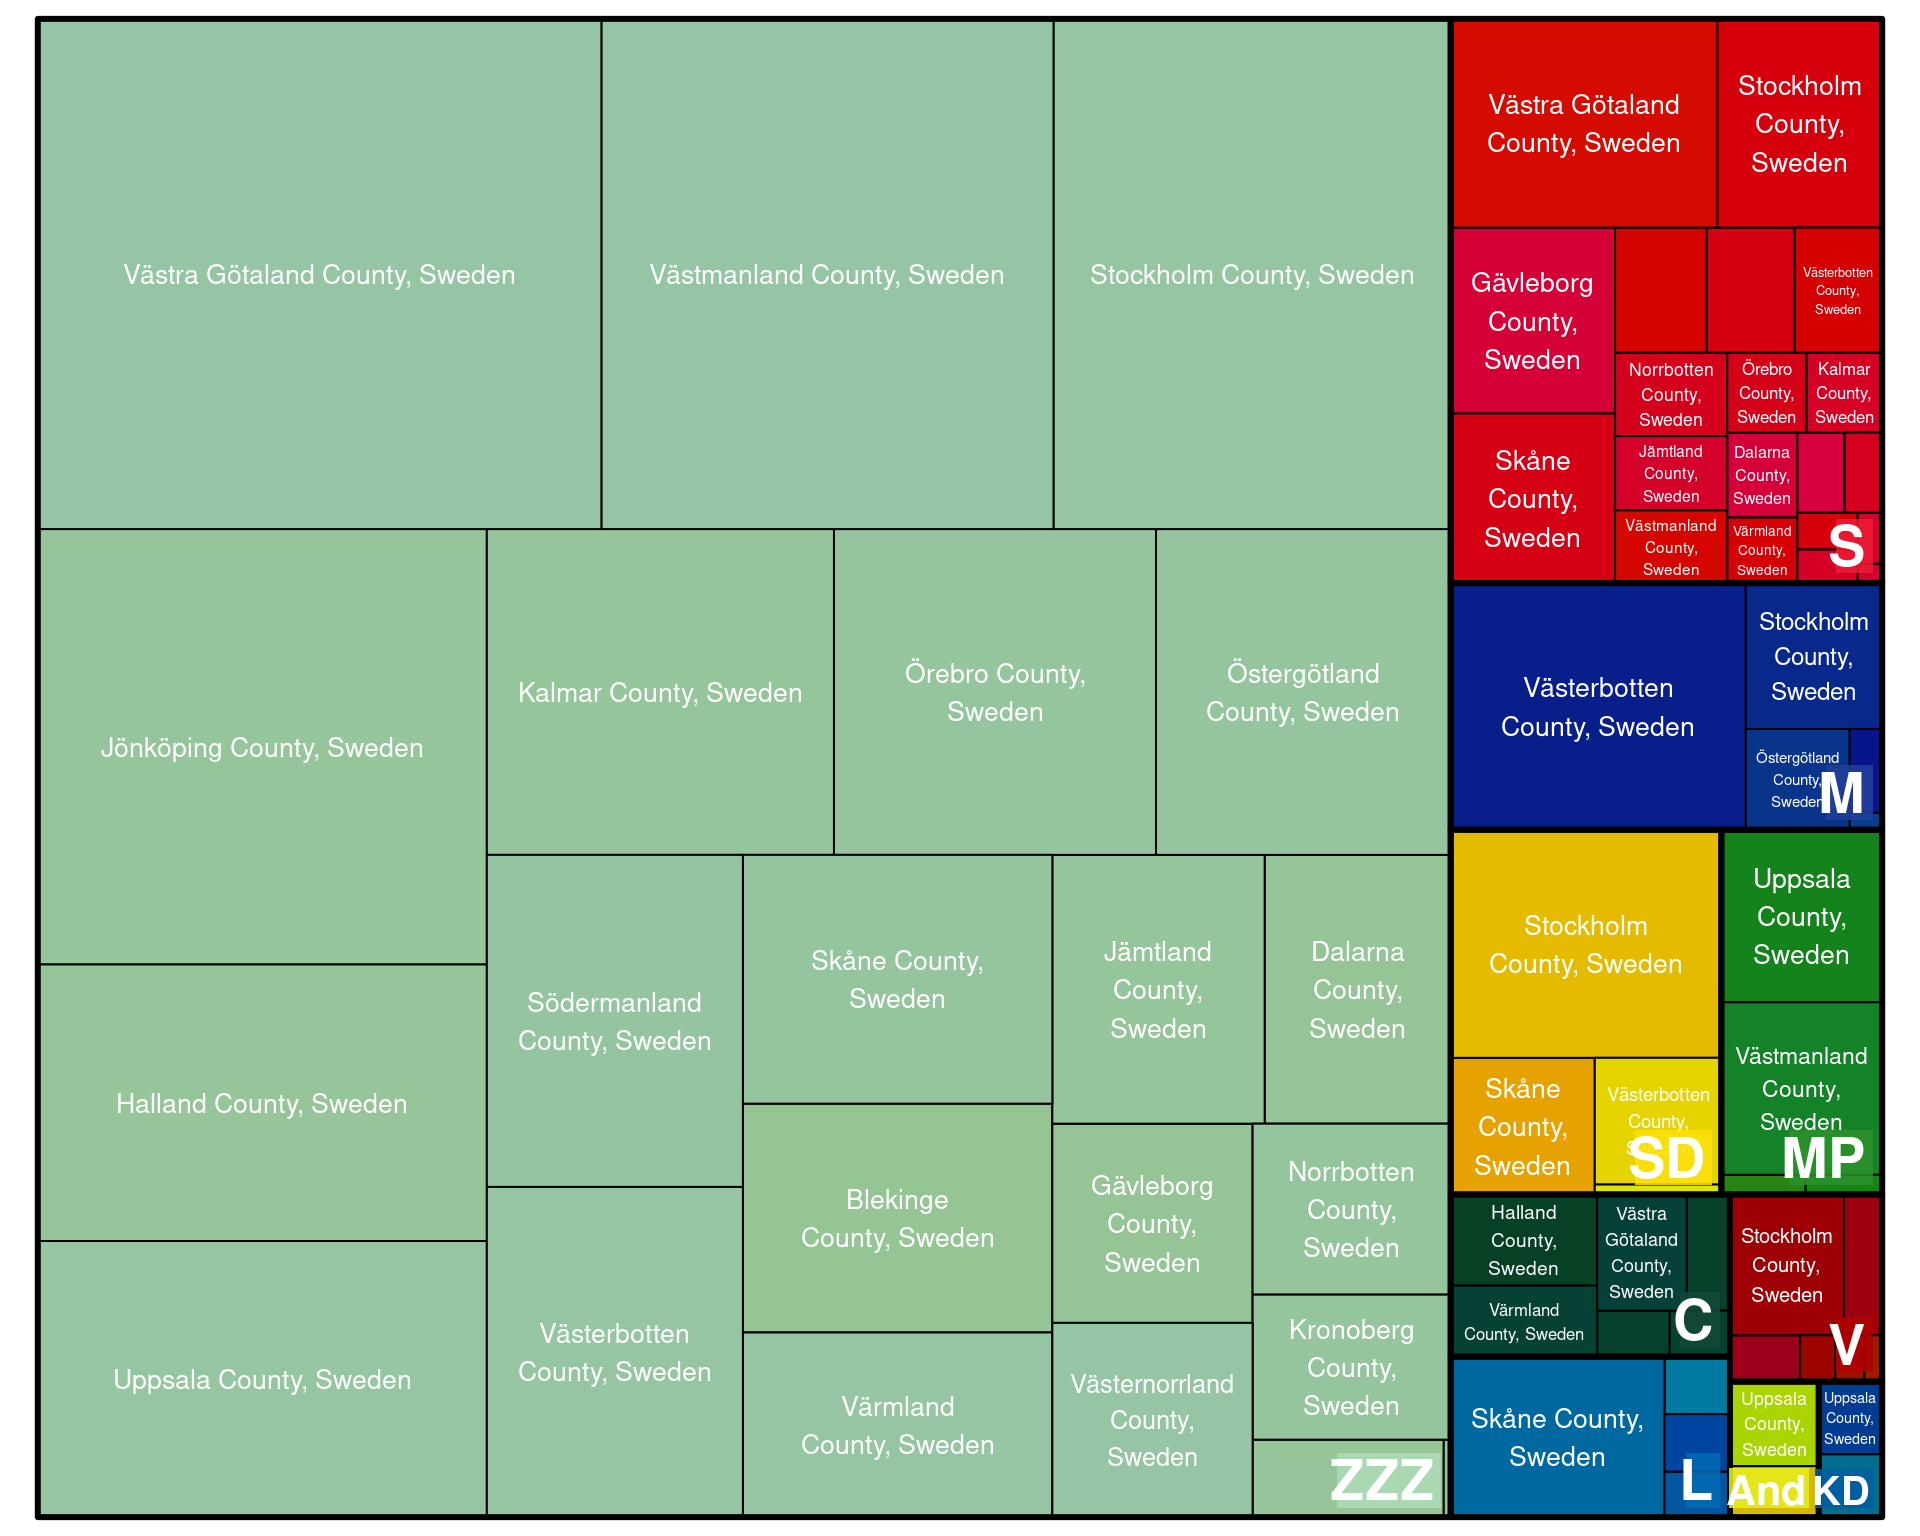 Västra Götaland County, Sweden
Västmanland County, Sweden
Stockholm County, Sweden
Jönköping County, Sweden
Kalmar County, Sweden
Örebro County,
Sweden
Östergötland
County, Sweden
Halland County, Sweden
Uppsala County, Sweden
Södermanland
County, Sweden
Västerbotten
County, Sweden
Skåne County,
Sweden
Blekinge
County, Sweden
Värmland
County, Sweden
Jämtland
County,
Sweden
Dalarna
County,
Sweden
Gävleborg
County,
Sweden
Norrbotten
County,
Sweden
Västernorrland
County,
Sweden
Kronoberg
County,
Sweden
ZZZ
Västra Götaland
County, Sweden
Stockholm
County,
Sweden
Gävleborg
County,
Sweden
Västerbotten
County,
Sweden
Skåne
County,
Sweden
Norrbotten
County,
Sweden
Örebro
County,
Sweden
Kalmar
County,
Sweden
Jämtland
County,
Sweden
Dalarna
County,
Sweden
Västmanland
County,
Sweden
Värmland
County,
Sweden
S
Västerbotten
County, Sweden
Stockholm
County,
Sweden
Östergötland
County,
Sweden
M
Stockholm
County, Sweden
Skåne
County,
Sweden
Västerbotten
County,
SD
Uppsala
County,
Sweden
Västmanland
County,
Sweden
MP
Halland
County,
Sweden
Västra
Götaland
County,
Sweden
Värmland
County, Sweden
C
Stockholm
County,
Sweden
V
Skåne County,
Sweden
L
Uppsala
County,
Sweden
And
Uppsala
County,
Sweden
KD